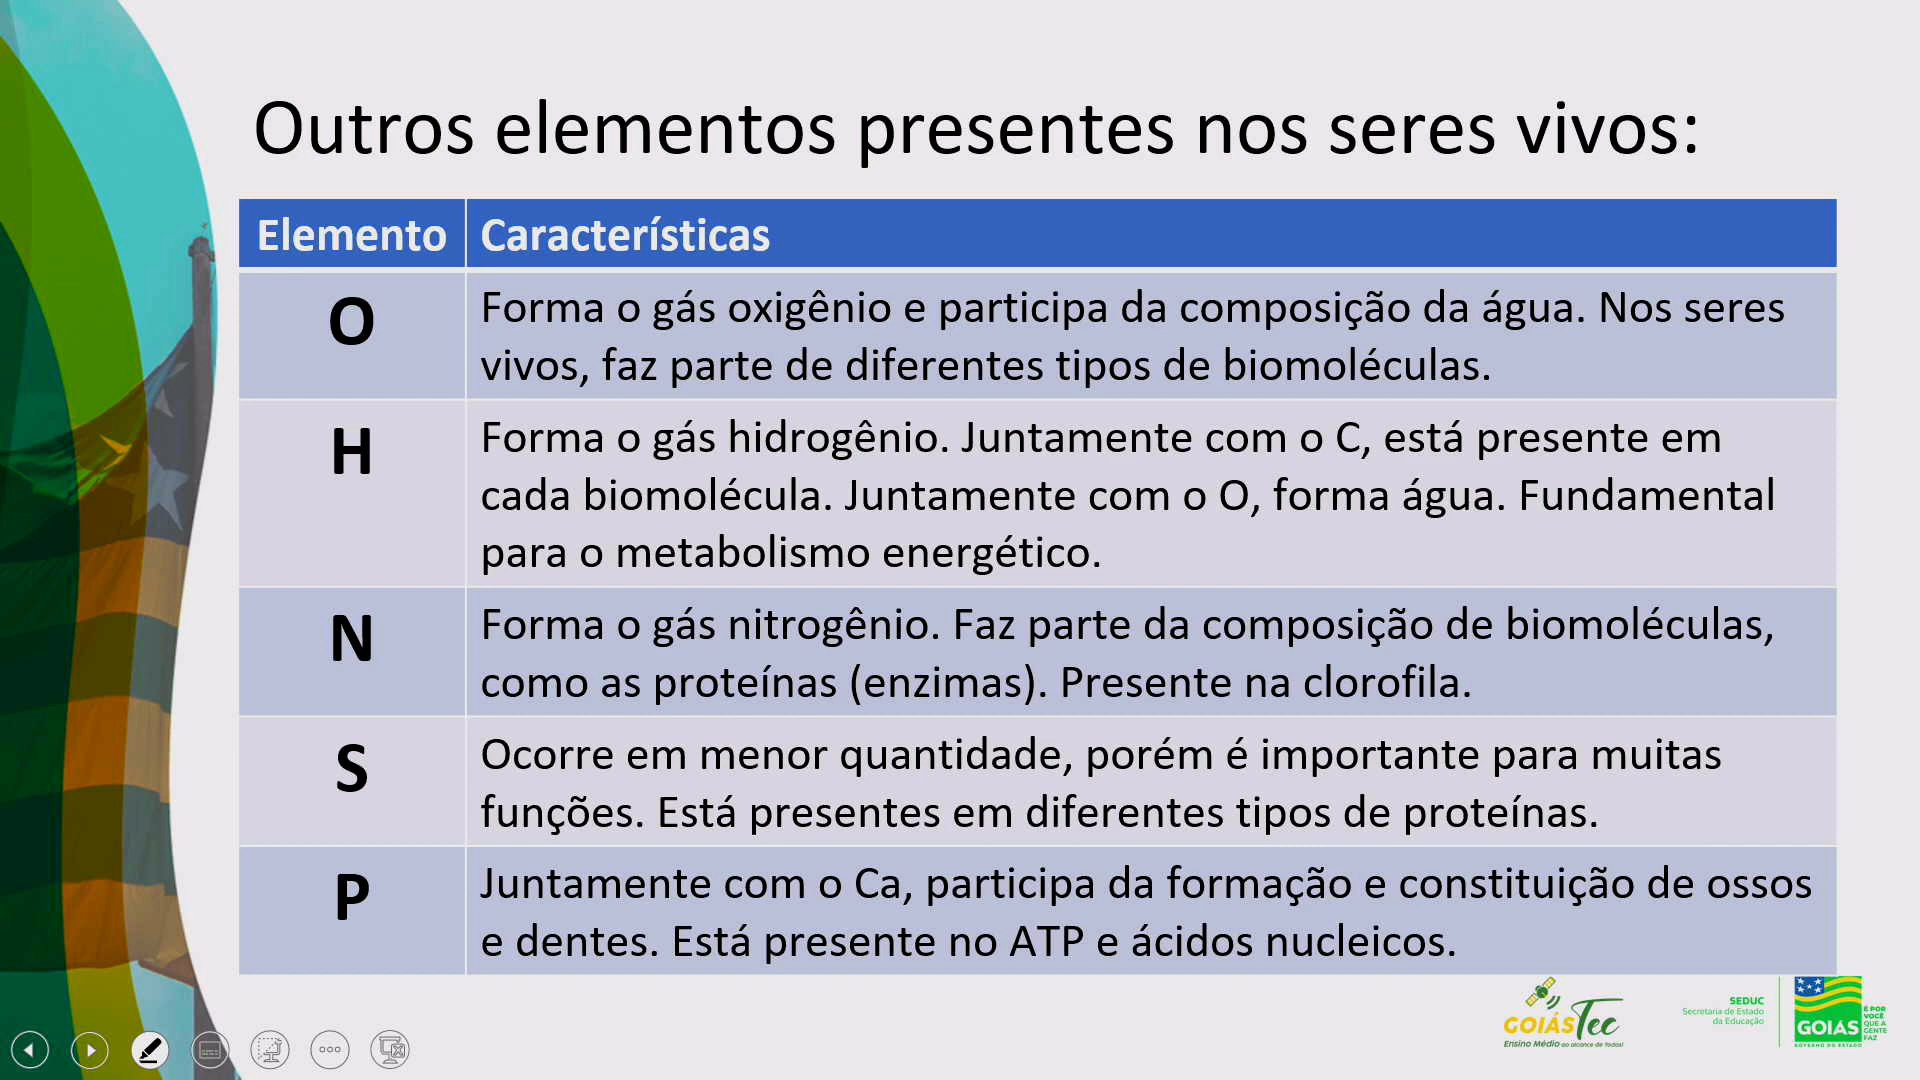 Outros elementos presentes nos seres vivos:
Elemento Características
O
Forma o gás oxigênio e participa da composição da água. Nos seres
vivos, faz parte de diferentes tipos de biomoléculas.
H
Forma o gás hidrogênio. Juntamente com o C, está presente em
cada biomolécula. Juntamente com o O, forma água. Fundamental
para o metabolismo energético.
N
Forma o gás nitrogênio. Faz parte da composição de biomoléculas,
como as proteínas (enzimas). Presente na clorofila.
S
Ocorre em menor quantidade, porém é importante para muitas
funções. Está presentes em diferentes tipos de proteínas.
P
Juntamente com o Ca, participa da formação e constituição de ossos
e dentes. Está presente no ATP e ácidos nucleicos.
GOIÁSTec
Ensino Médio ao alcance de todos!
SEDUC
Secretaria de Estado
da Educação
GOIÁS
GOVERNO DO ESTADO
É POR
VOCÊ
QUE A
GENTE
FAZ